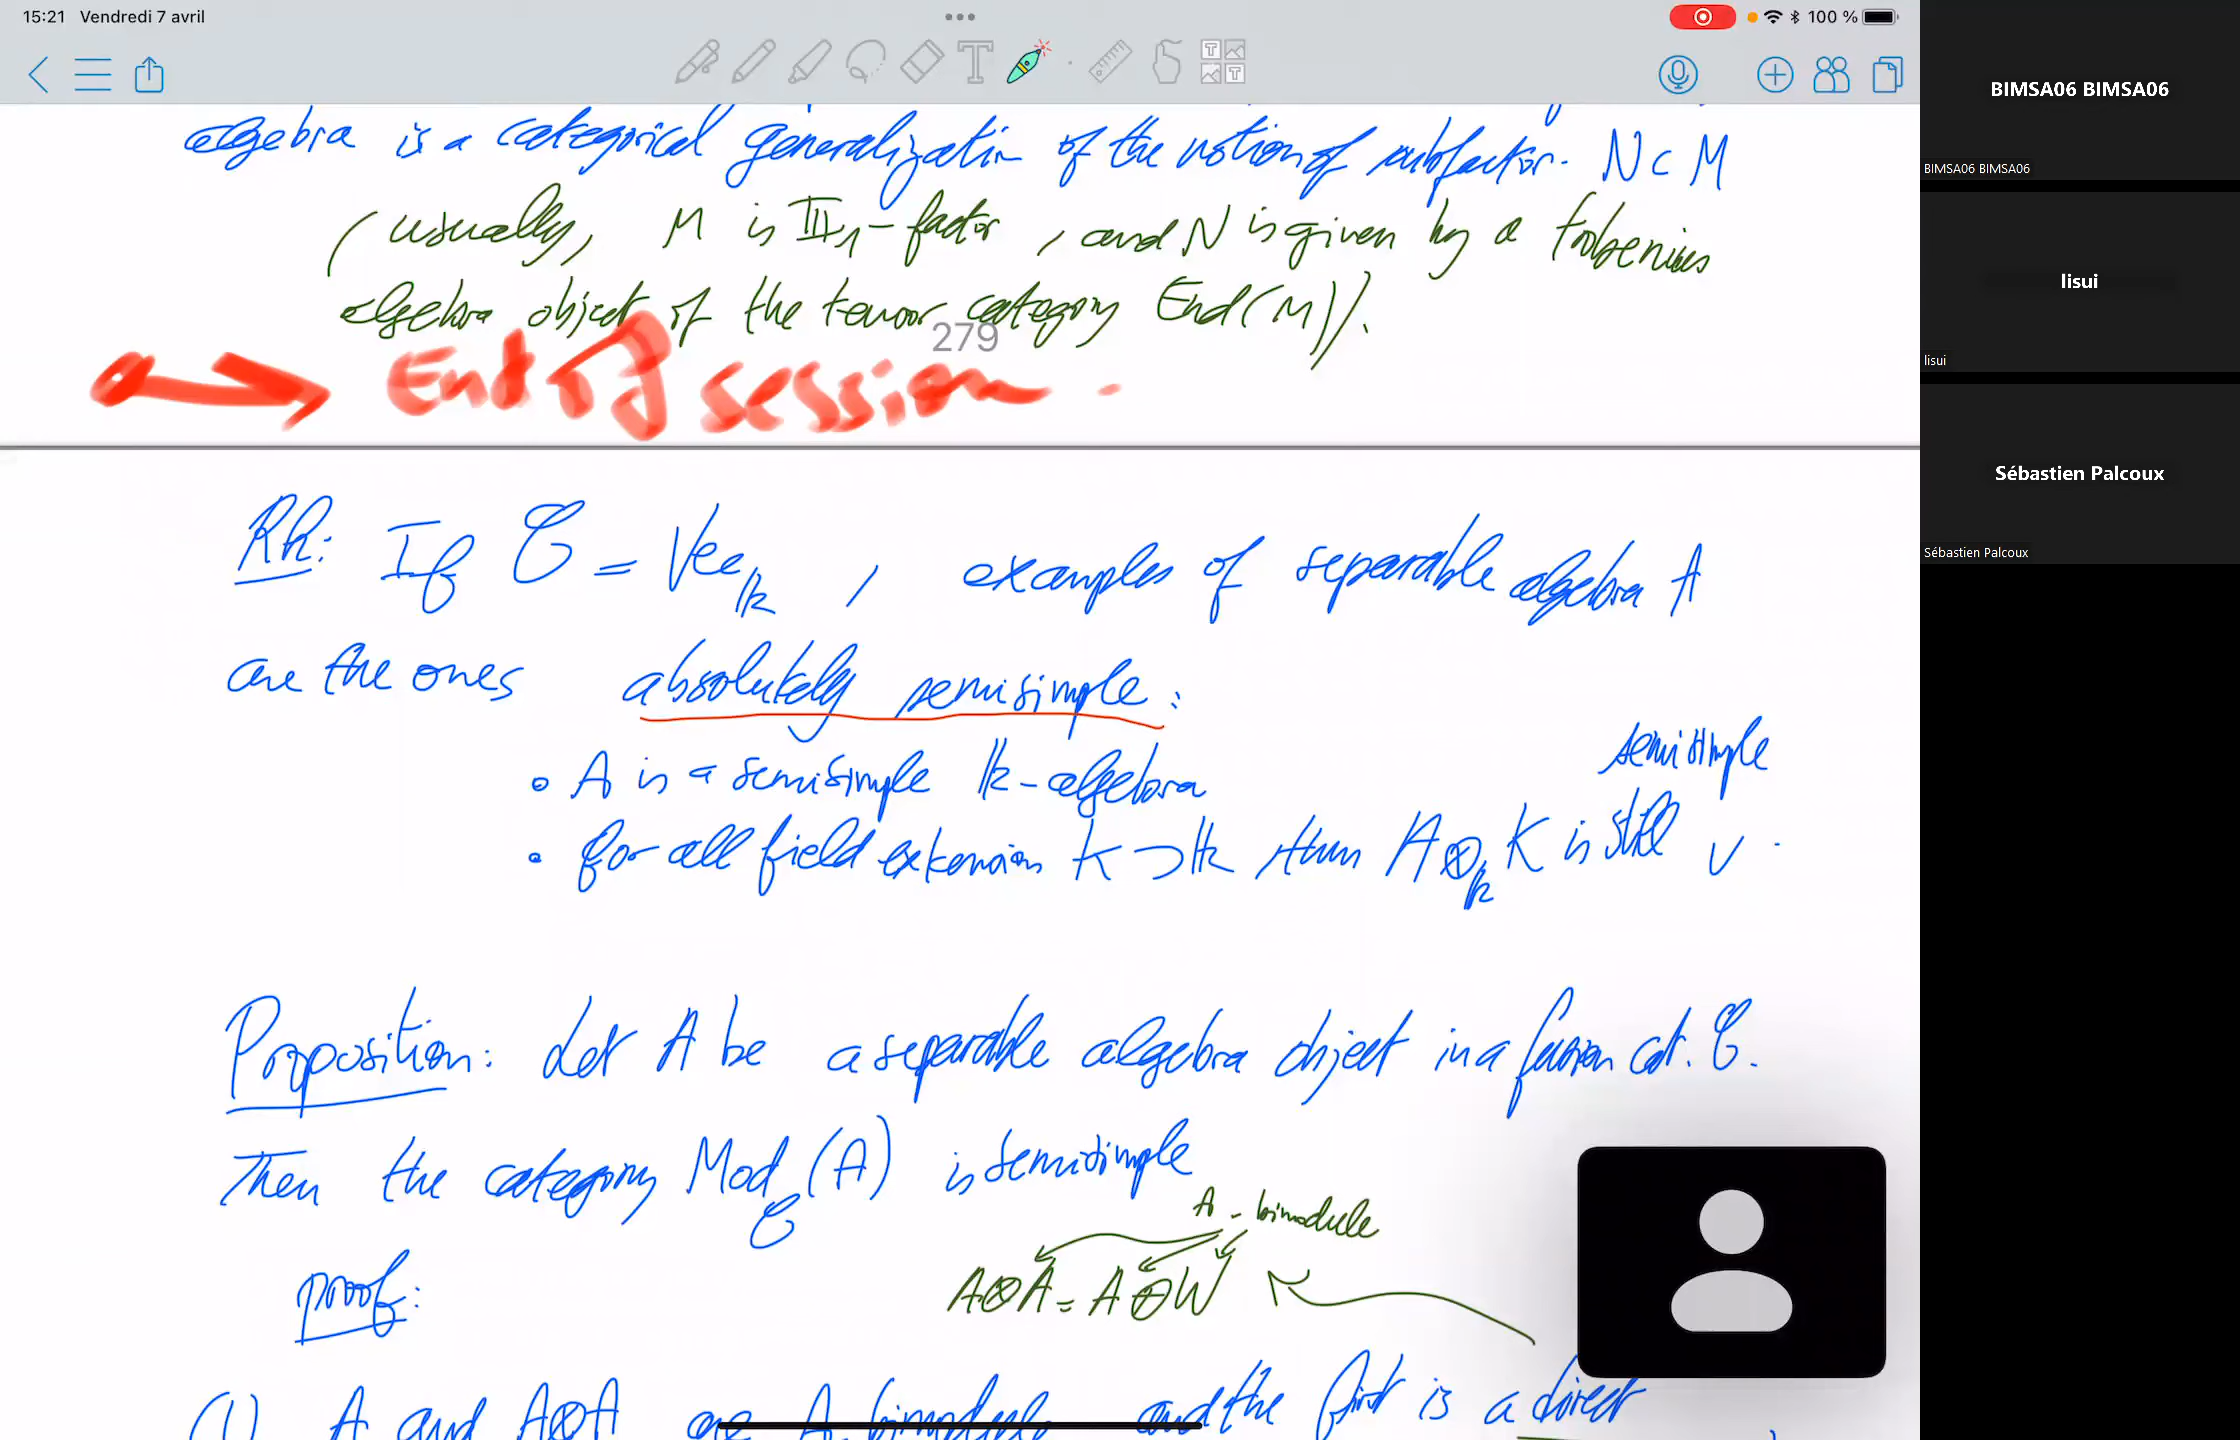 15:21 Vendredi 7 avril
100 %
algebra is a categorical generalization of the notion of subfactor. N ⊂ M
(usually, M is II₁-factor, and N is given by a Frobenius
algebra object of the tensor category End(M)).
279
End of session.
Rk: If 𝒞 = Vec_𝕜, examples of separable algebra A
are the ones absolutely semisimple:
• A is a semisimple 𝕜-algebra
semisimple
• for all field extension K ⊃ 𝕜 then A ⊗_𝕜 K is still ∨.
Proposition: Let A be a separable algebra object in a fusion cat. 𝒞.
Then the category Mod_𝒞(A) is semisimple
A-bimodule
proof:
A⊗A = A ⊕ W
(1) A and A⊗A are A-bimodule and the first is a direct
BIMSA06 BIMSA06
BIMSA06 BIMSA06
lisui
lisui
Sébastien Palcoux
Sébastien Palcoux